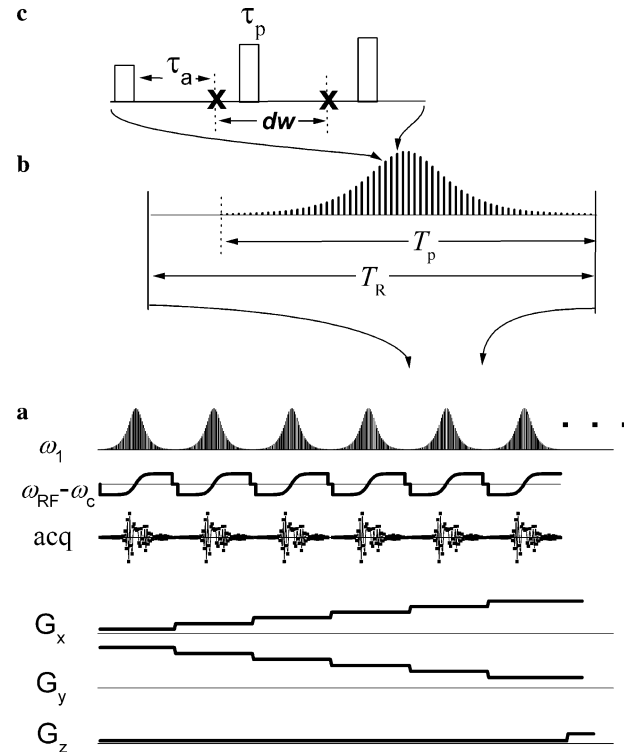 c
τp
τa
X X
dw
b
Tp
TR
a
ω1
. . .
ωRF-ωc
acq
Gx
Gy
Gz